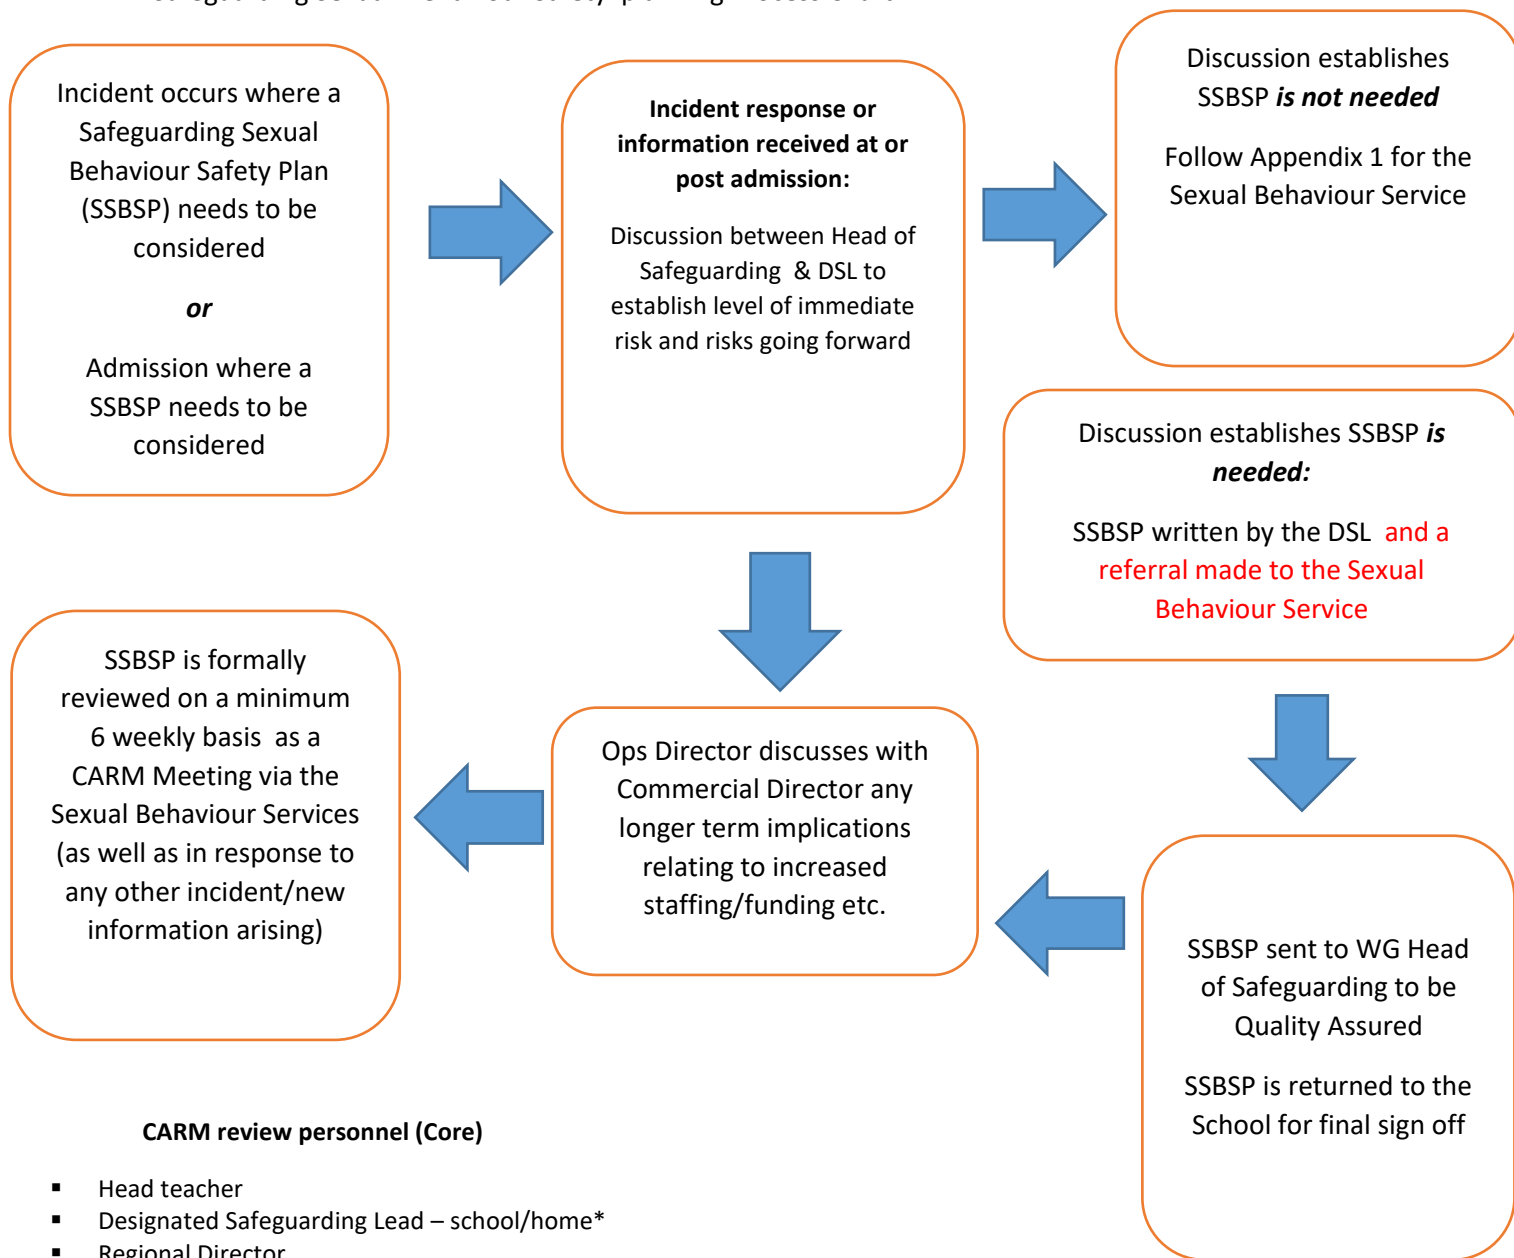 Incident occurs where a
Safeguarding Sexual
Behaviour Safety Plan
(SSBSP) needs to be
considered
or
Admission where a
SSBSP needs to be
considered
Incident response or
information received at or
post admission:
Discussion between Head of
Safeguarding & DSL to
establish level of immediate
risk and risks going forward
Discussion establishes
SSBSP is not needed
Follow Appendix 1 for the
Sexual Behaviour Service
Discussion establishes SSBSP is
needed:
SSBSP written by the DSL and a
referral made to the Sexual
Behaviour Service
SSBSP sent to WG Head
of Safeguarding to be
Quality Assured
SSBSP is returned to the
School for final sign off
Ops Director discusses with
Commercial Director any
longer term implications
relating to increased
staffing/funding etc.
SSBSP is formally
reviewed on a minimum
6 weekly basis as a
CARM Meeting via the
Sexual Behaviour Services
(as well as in response to
any other incident/new
information arising)
CARM review personnel (Core)
▪ Head teacher
▪ Designated Safeguarding Lead – school/home*
▪ Regional Director